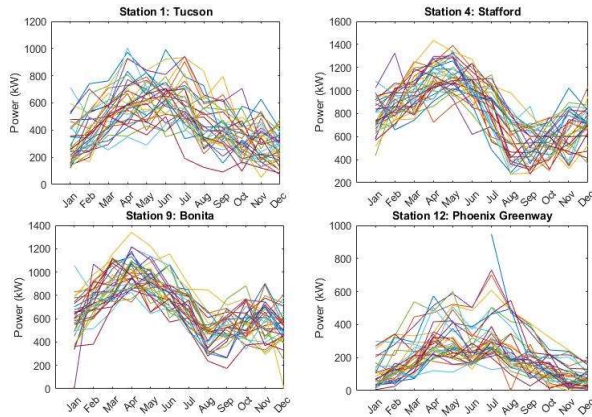 Station 1: Tucson
1200
1000
800
600
400
200
0
Power (kW)
Jan Feb Mar Apr May Jun Jul Aug Sep Oct Nov Dec
Station 4: Stafford
1600
1400
1200
1000
800
600
400
200
Power (kW)
Jan Feb Mar Apr May Jun Jul Aug Sep Oct Nov Dec
Station 9: Bonita
1400
1200
1000
800
600
400
200
0
Power (kW)
Jan Feb Mar Apr May Jun Jul Aug Sep Oct Nov Dec
Station 12: Phoenix Greenway
1000
800
600
400
200
0
Power (kW)
Jan Feb Mar Apr May Jun Jul Aug Sep Oct Nov Dec